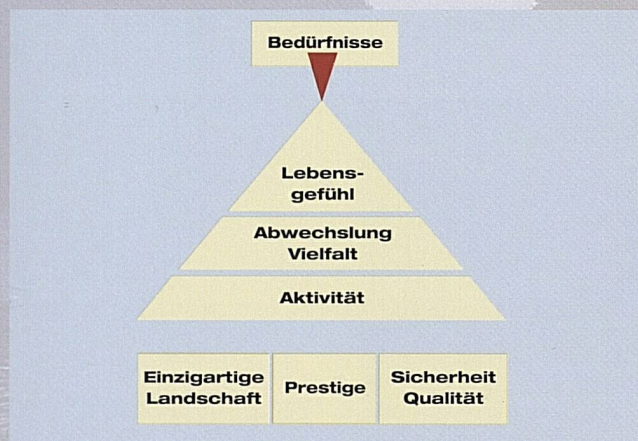 Bedürfnisse
Lebens-
gefühl
Abwechslung
Vielfalt
Aktivität
Einzigartige
Landschaft
Prestige
Sicherheit
Qualität